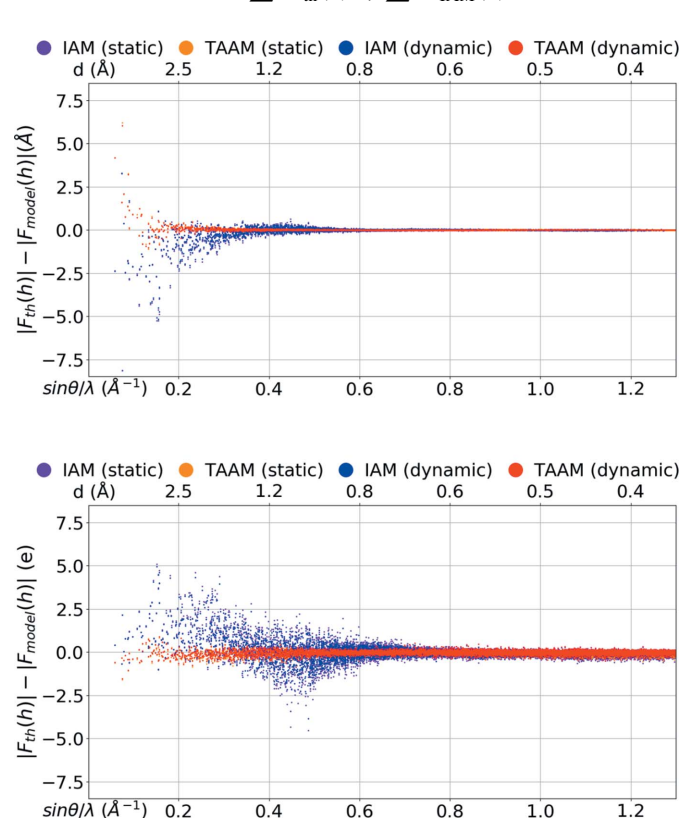 IAM (static) TAAM (static) IAM (dynamic) TAAM (dynamic)
d (Å) 2.5 1.2 0.8 0.6 0.5 0.4
|F_th(h)| − |F_model(h)|(Å)
7.5
5.0
2.5
0.0
−2.5
−5.0
−7.5
sinθ/λ (Å⁻¹) 0.2 0.4 0.6 0.8 1.0 1.2
IAM (static) TAAM (static) IAM (dynamic) TAAM (dynamic)
d (Å) 2.5 1.2 0.8 0.6 0.5 0.4
|F_th(h)| − |F_model(h)| (e)
7.5
5.0
2.5
0.0
−2.5
−5.0
−7.5
sinθ/λ (Å⁻¹) 0.2 0.4 0.6 0.8 1.0 1.2